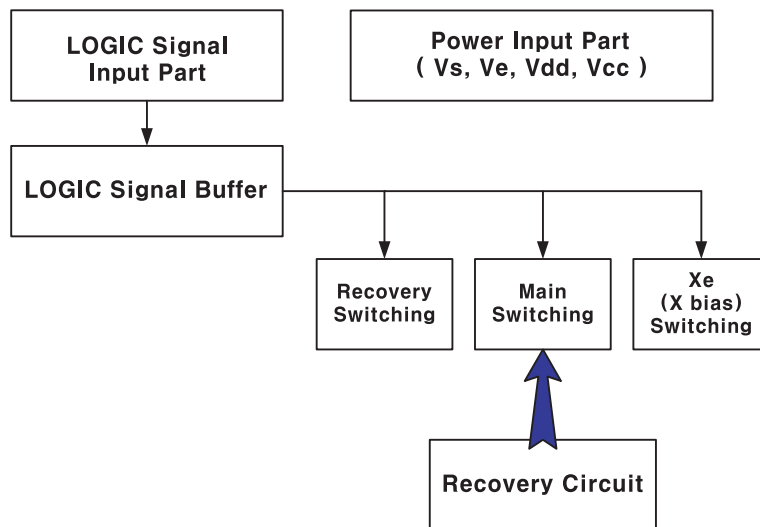 LOGIC Signal
Input Part
Power Input Part
( Vs, Ve, Vdd, Vcc )
LOGIC Signal Buffer
Recovery
Switching
Main
Switching
Xe
(X bias)
Switching
Recovery Circuit